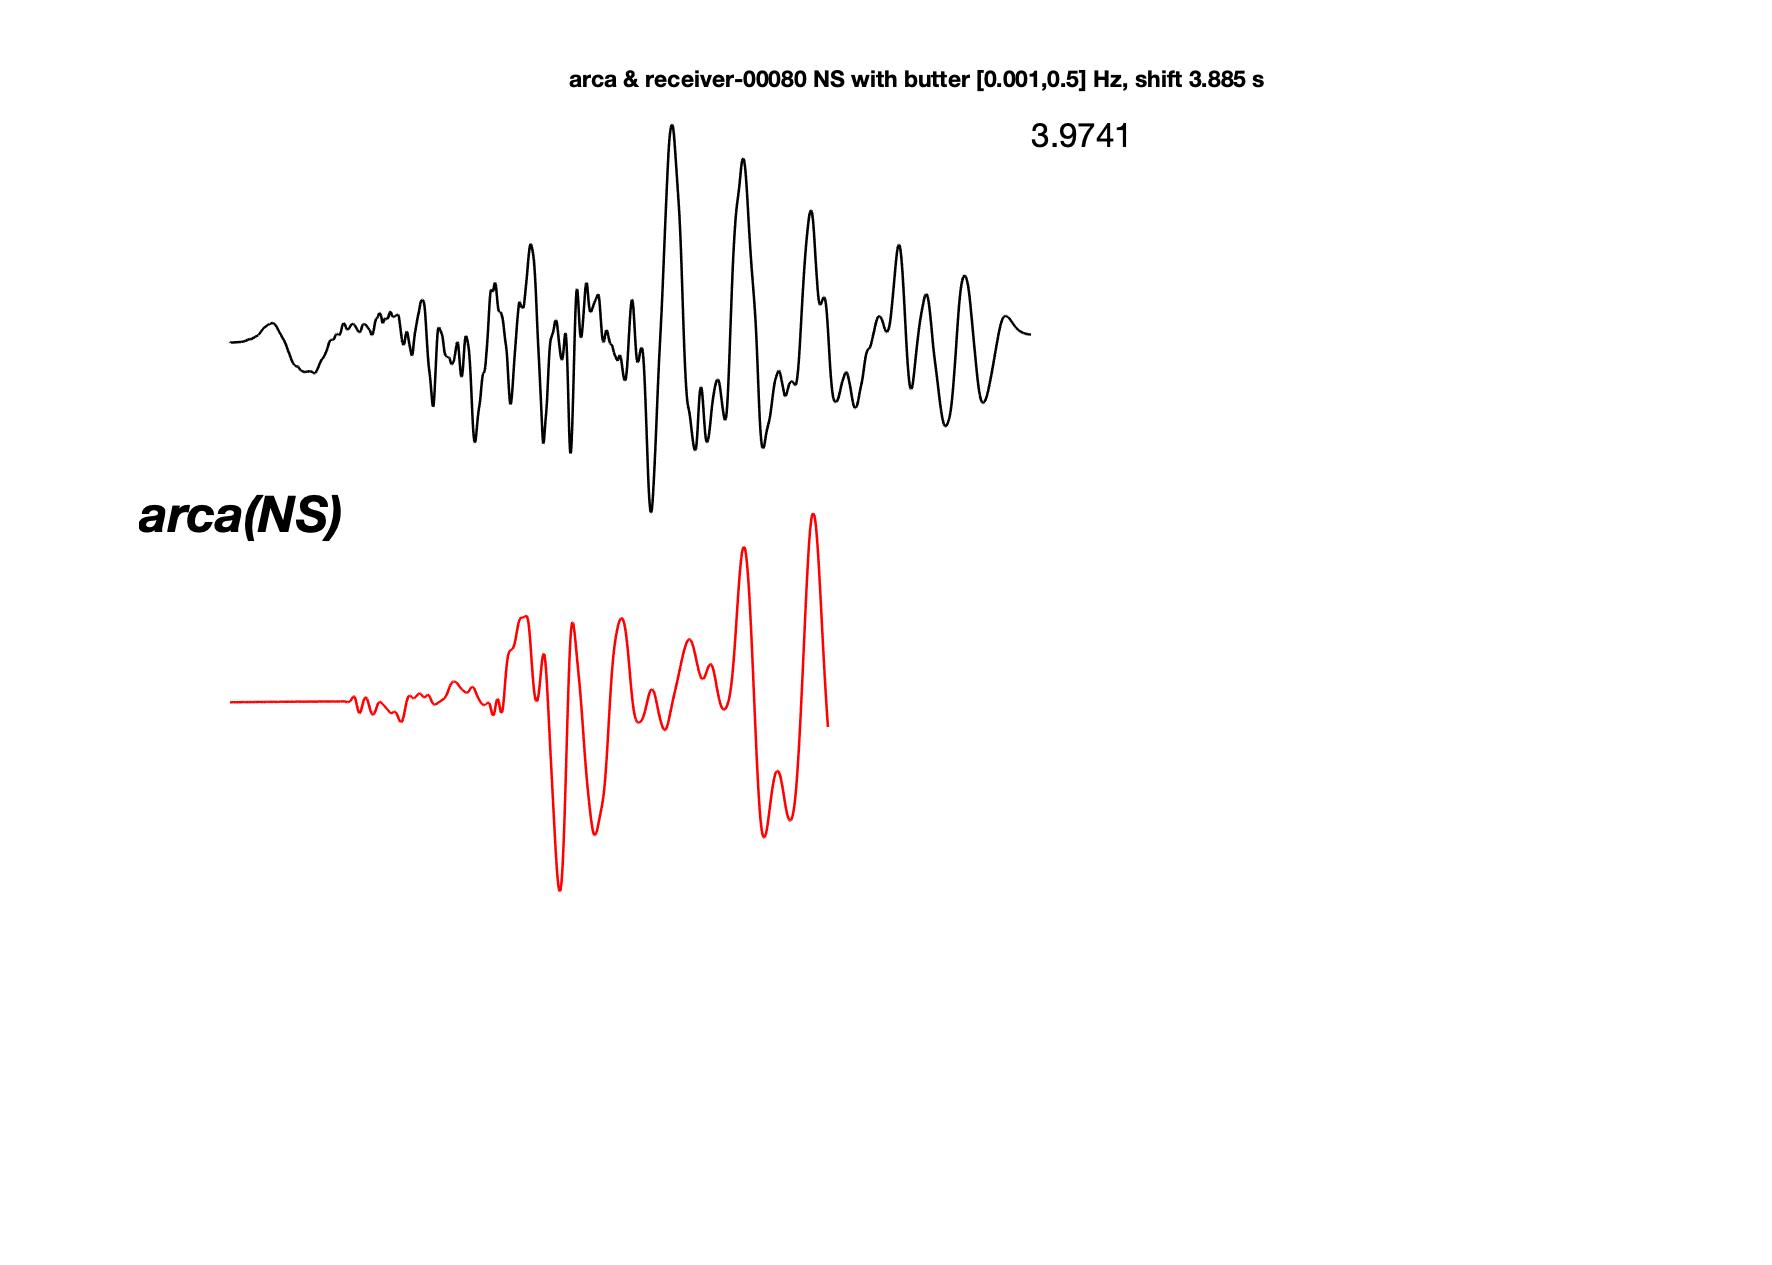 arca & receiver-00080 NS with butter [0.001,0.5] Hz, shift 3.885 s
3.9741
arca(NS)